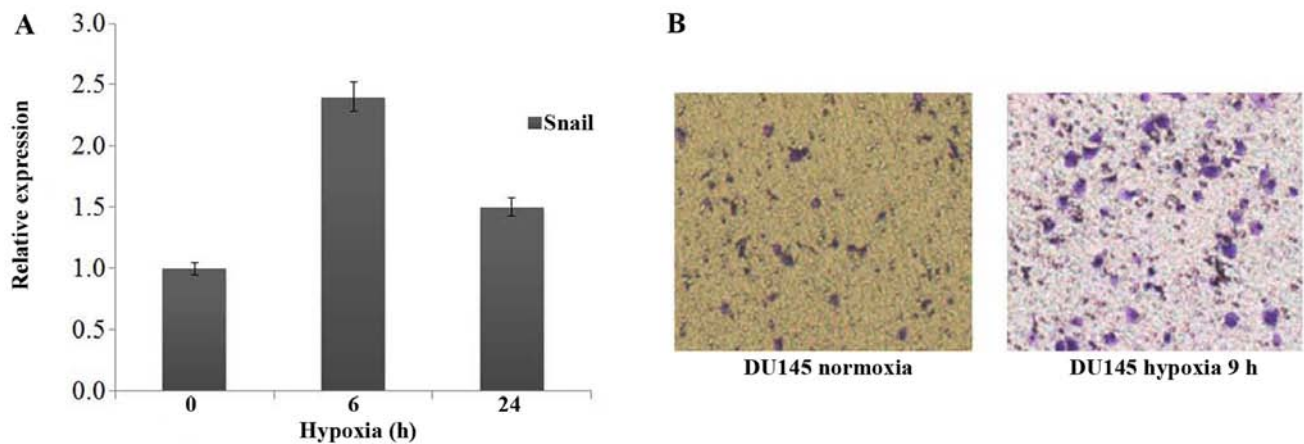 A
3.0
2.5
2.0
1.5
1.0
0.5
0.0
Relative expression
Snail
0 6 24
Hypoxia (h)
B
DU145 normoxia
DU145 hypoxia 9 h